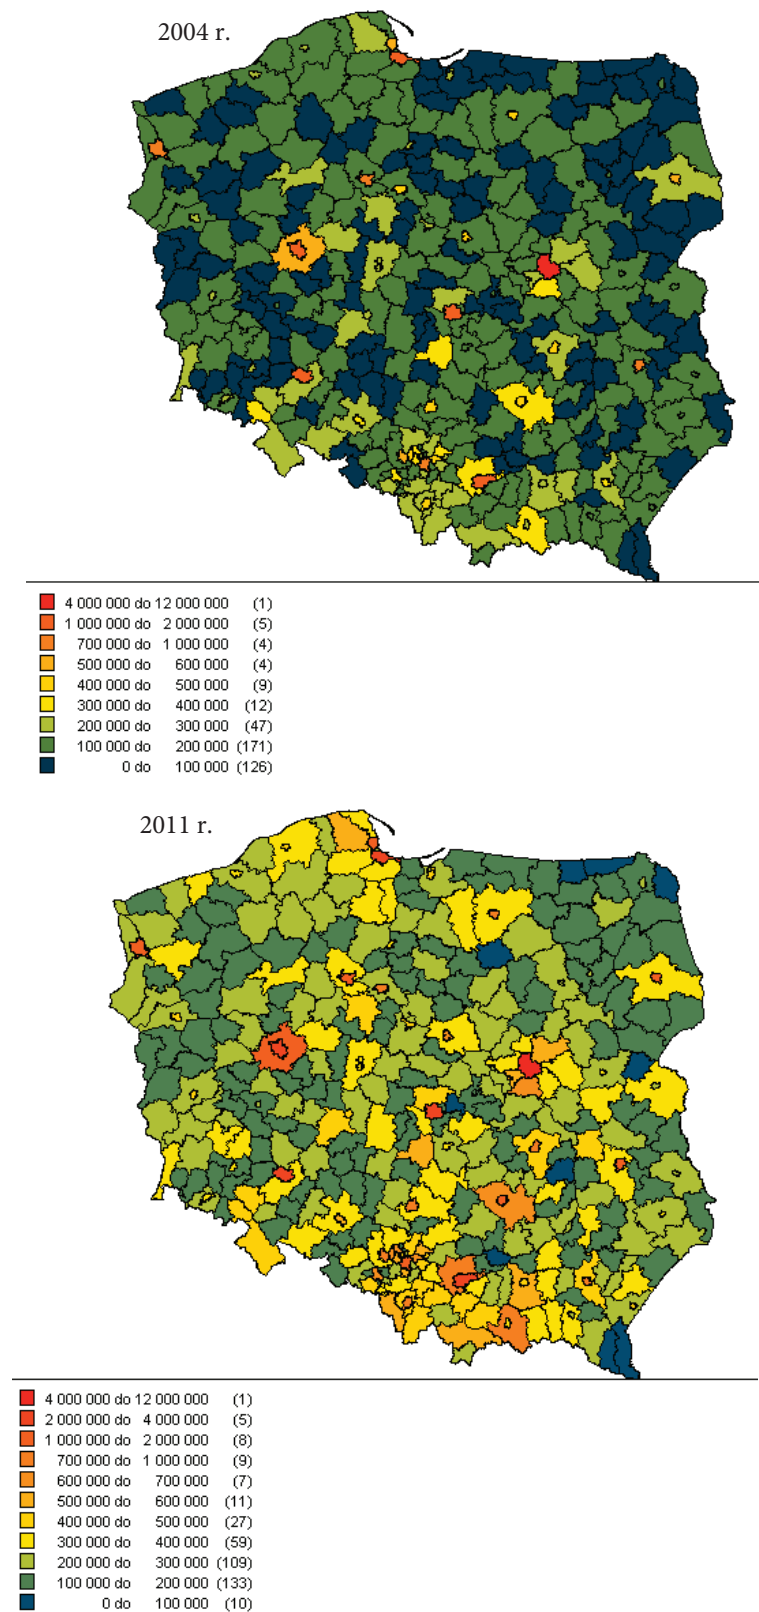 2004 r.
4 000 000 do 12 000 000 (1)
1 000 000 do 2 000 000 (5)
700 000 do 1 000 000 (4)
500 000 do 600 000 (4)
400 000 do 500 000 (9)
300 000 do 400 000 (12)
200 000 do 300 000 (47)
100 000 do 200 000 (171)
0 do 100 000 (126)
2011 r.
4 000 000 do 12 000 000 (1)
2 000 000 do 4 000 000 (5)
1 000 000 do 2 000 000 (8)
700 000 do 1 000 000 (9)
600 000 do 700 000 (7)
500 000 do 600 000 (11)
400 000 do 500 000 (27)
300 000 do 400 000 (59)
200 000 do 300 000 (109)
100 000 do 200 000 (133)
0 do 100 000 (10)